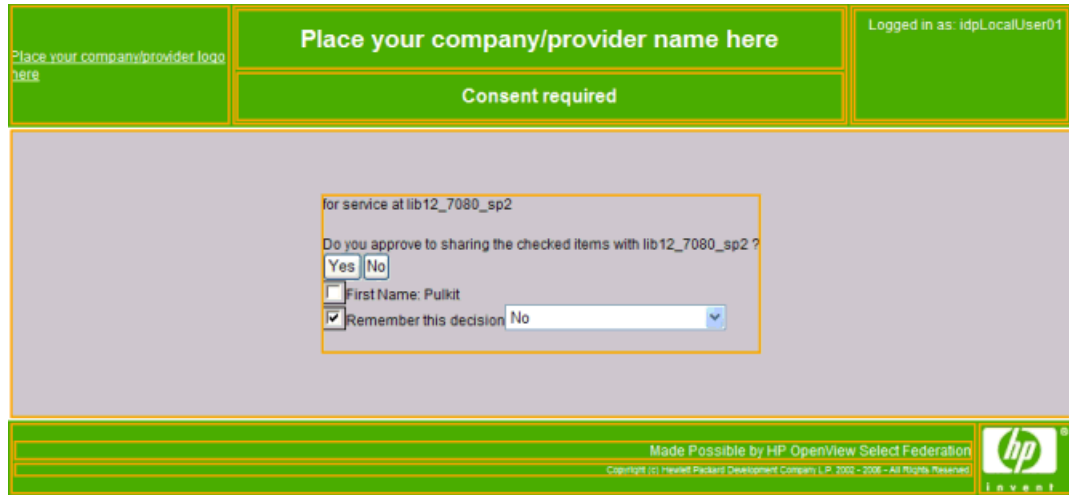 Place your company/provider logo
here
Place your company/provider name here
Consent required
Logged in as: idpLocalUser01
for service at lib12_7080_sp2
Do you approve to sharing the checked items with lib12_7080_sp2 ?
Yes No
First Name: Pulkit
Remember this decision No
Made Possible by HP OpenView Select Federation
Copyright (c) Hewlett Packard Development Company L.P. 2002 - 2006 - All Rights Reserved
hp ®
invent